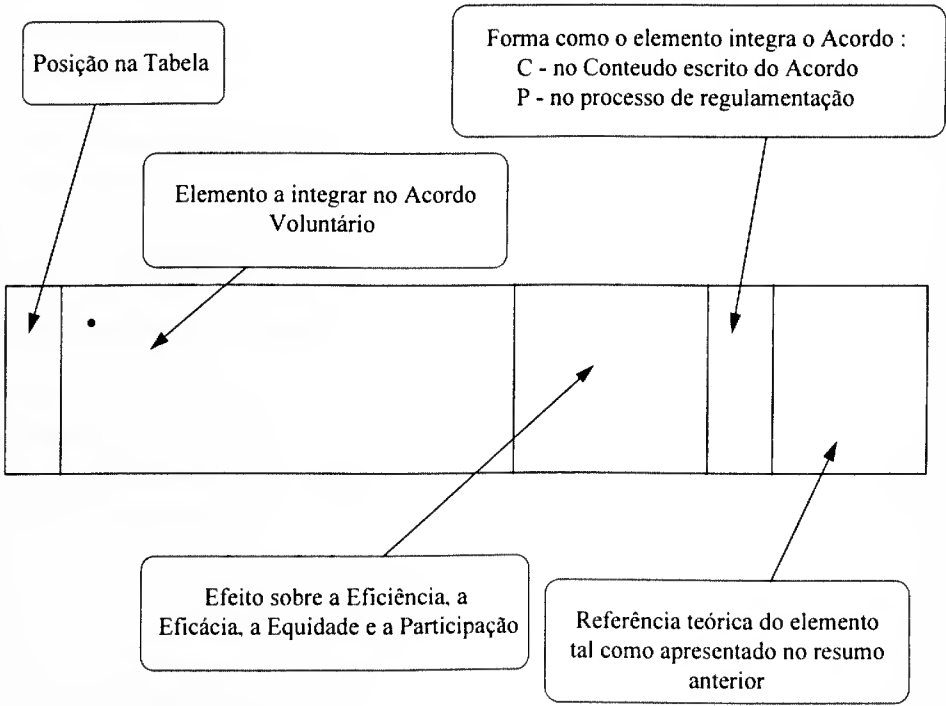 Posição na Tabela
Forma como o elemento integra o Acordo :
C - no Conteudo escrito do Acordo
P - no processo de regulamentação
Elemento a integrar no Acordo
Voluntário
Efeito sobre a Eficiência, a
Eficácia, a Equidade e a Participação
Referência teórica do elemento
tal como apresentado no resumo
anterior